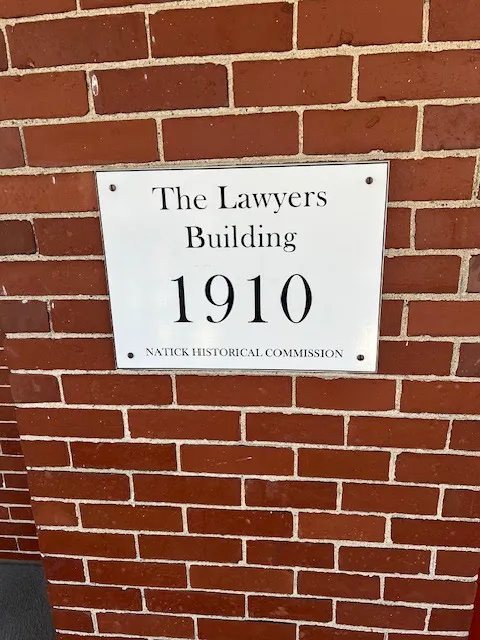 The Lawyers
Building
1910
NATICK HISTORICAL COMMISSION